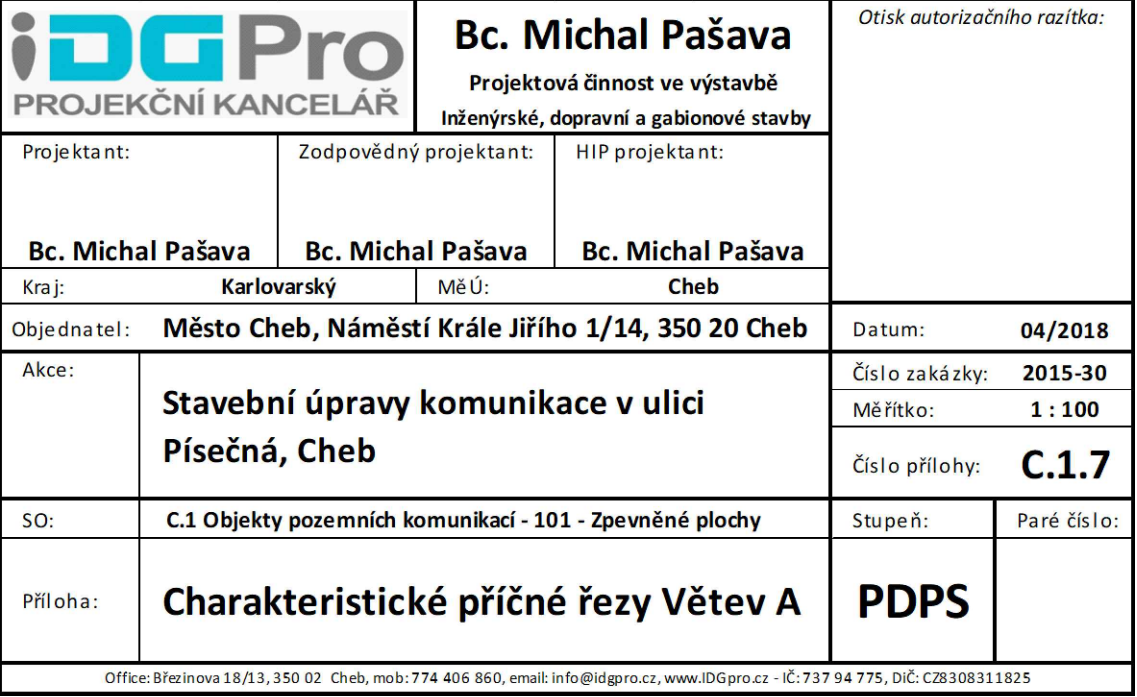 iDGPro
PROJEKČNÍ KANCELÁŘ
Bc. Michal Pašava
Projektová činnost ve výstavbě
Inženýrské, dopravní a gabionové stavby
Otisk autorizačního razítka:
Projektant:
Bc. Michal Pašava
Zodpovědný projektant:
Bc. Michal Pašava
HIP projektant:
Bc. Michal Pašava
Kraj: Karlovarský
MěÚ: Cheb
Objednatel: Město Cheb, Náměstí Krále Jiřího 1/14, 350 20 Cheb
Datum: 04/2018
Akce:
Stavební úpravy komunikace v ulici
Písečná, Cheb
Číslo zakázky: 2015-30
Měřítko: 1 : 100
Číslo přílohy: C.1.7
SO: C.1 Objekty pozemních komunikací - 101 - Zpevněné plochy
Stupeň:
Paré číslo:
Příloha: Charakteristické příčné řezy Větev A
PDPS
Office: Březinova 18/13, 350 02 Cheb, mob: 774 406 860, email: info@idgpro.cz, www.IDGpro.cz - IČ: 737 94 775, DiČ: CZ8308311825